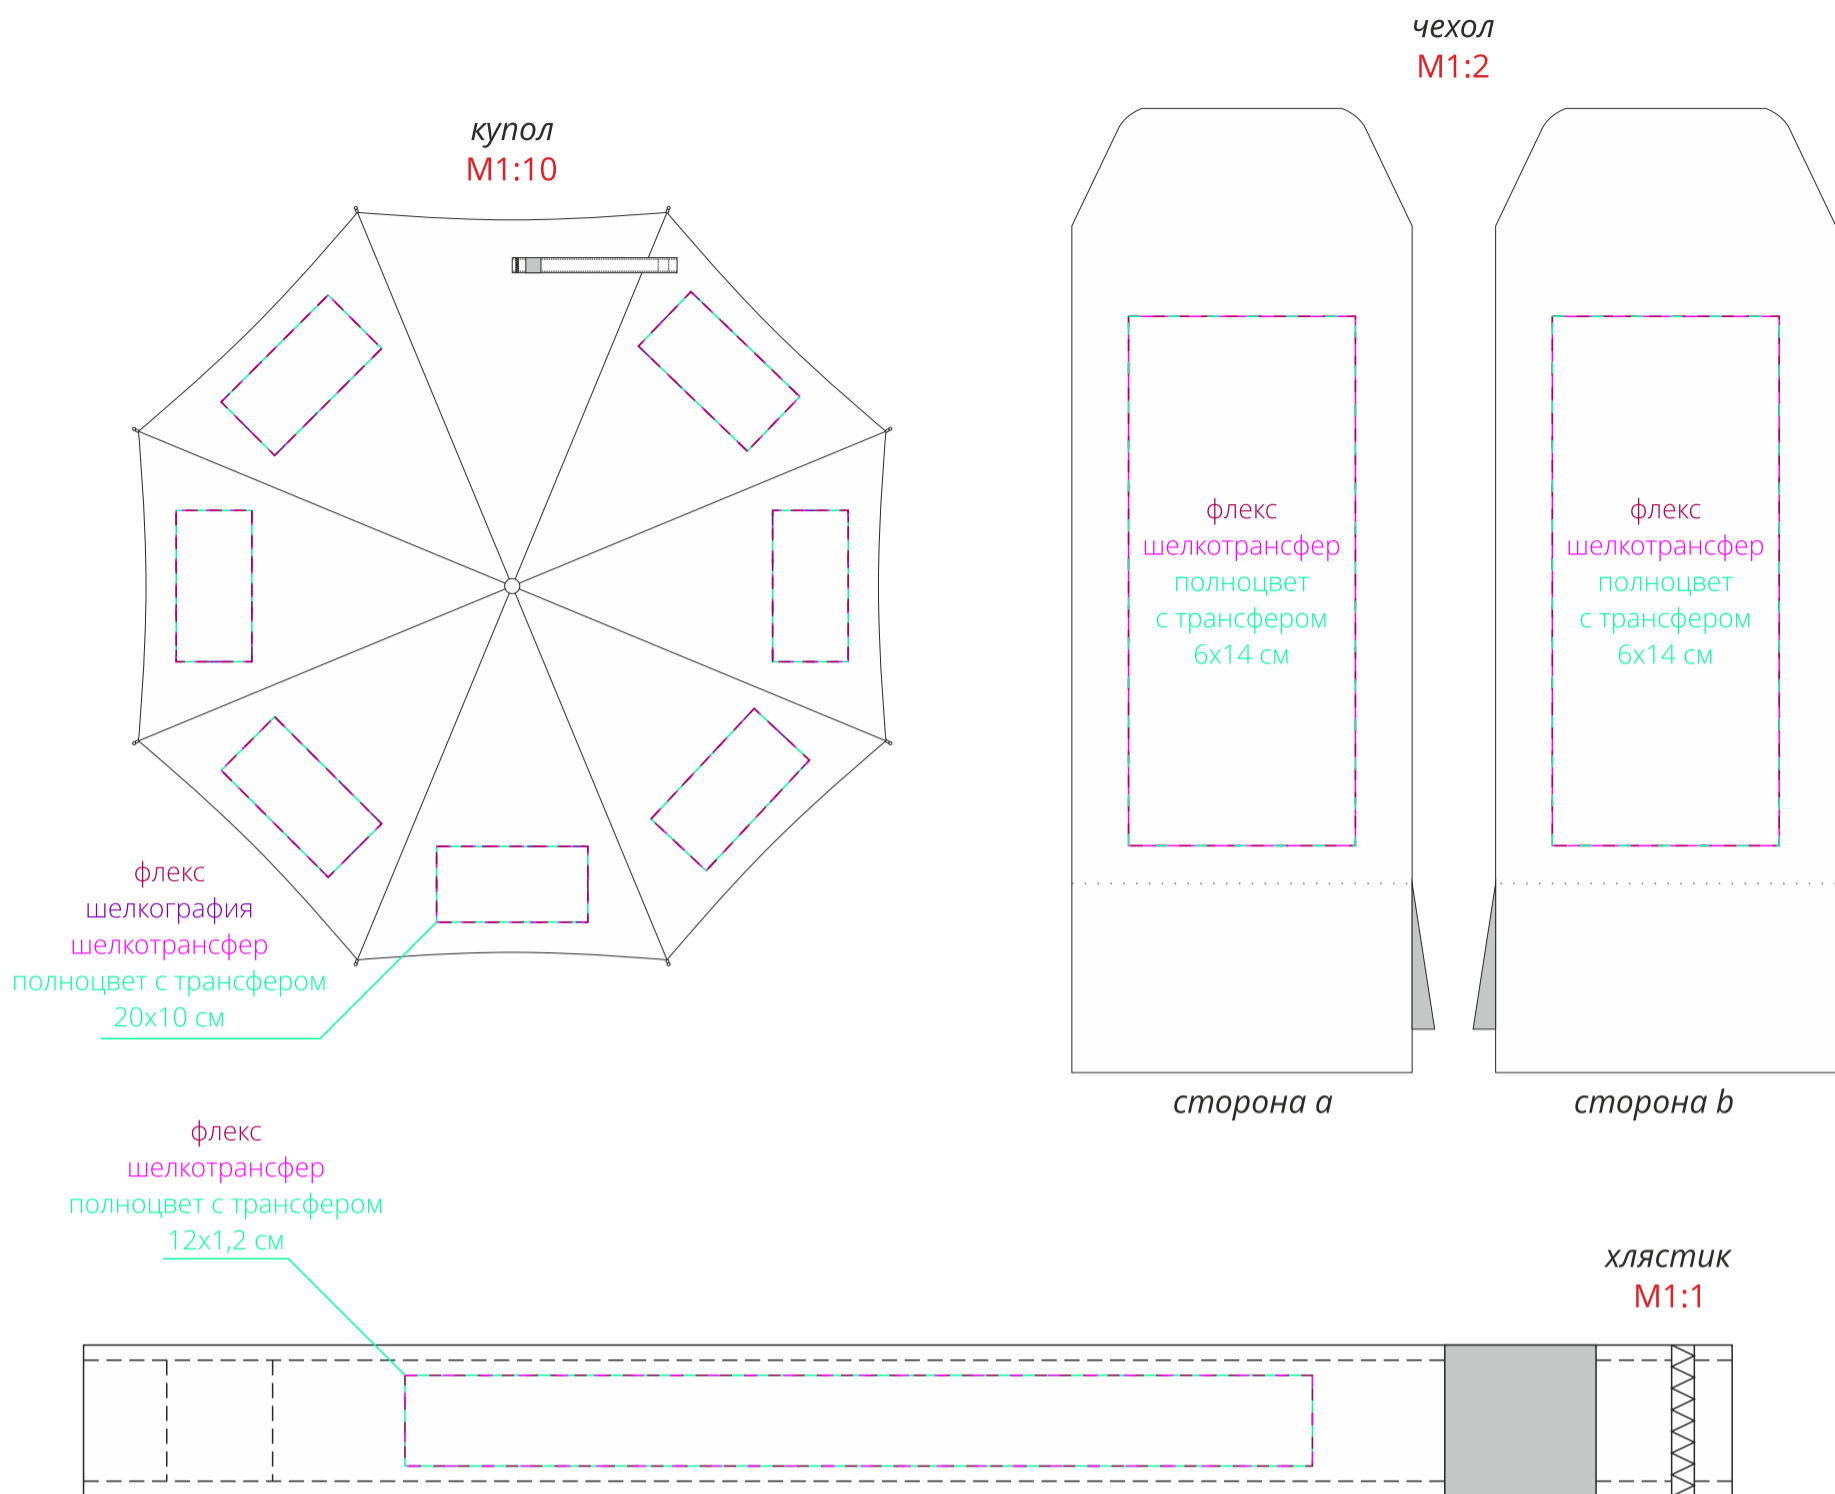 чехол
М1:2
купол
М1:10
флекс
шелкотрансфер
полноцвет
с трансфером
6х14 см
флекс
шелкотрансфер
полноцвет
с трансфером
6х14 см
флекс
шелкография
шелкотрансфер
полноцвет с трансфером
20х10 см
сторона a
сторона b
флекс
шелкотрансфер
полноцвет с трансфером
12х1,2 см
хлястик
М1:1